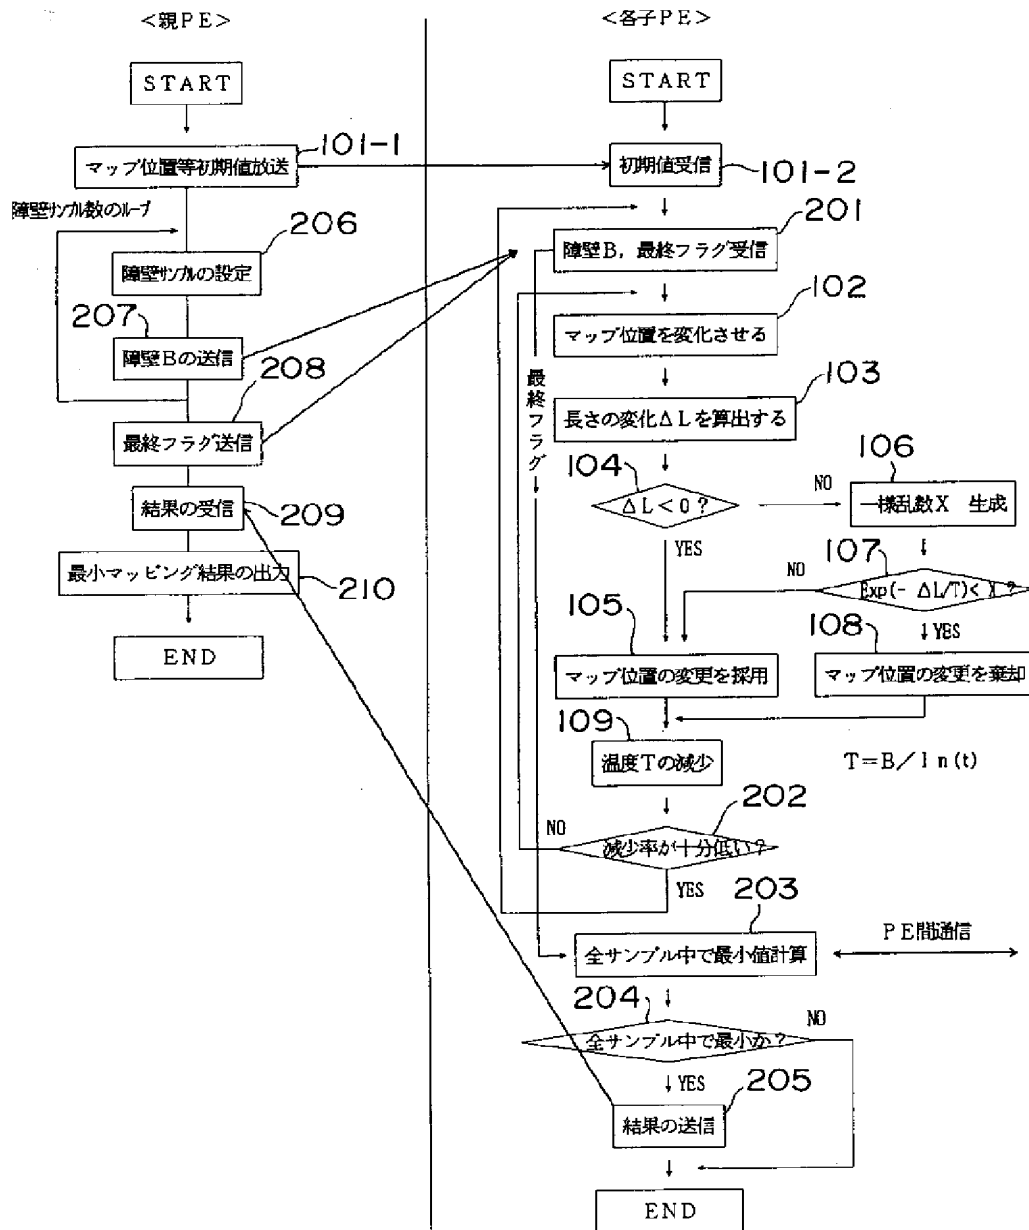 <親PE>
START
101-1
マップ位置等初期値放送
障壁サンプル数のループ
206
障壁サンプルの設定
207
障壁Bの送信
208
最終フラグ送信
結果の受信
209
最小マッピング結果の出力
210
END
<各子PE>
START
初期値受信
101-2
201
障壁B，最終フラグ受信
102
マップ位置を変化させる
最終フラグ
103
長さの変化ΔLを算出する
104
ΔL<0?
NO
YES
106
一様乱数X 生成
107
Exp(-ΔL/T)<X?
NO
YES
105
マップ位置の変更を採用
108
マップ位置の変更を棄却
109
温度Tの減少
T=B/ln(t)
202
減少率が十分低い?
NO
YES
203
全サンプル中で最小値計算
PE間通信
204
全サンプル中で最小か?
NO
YES
205
結果の送信
END